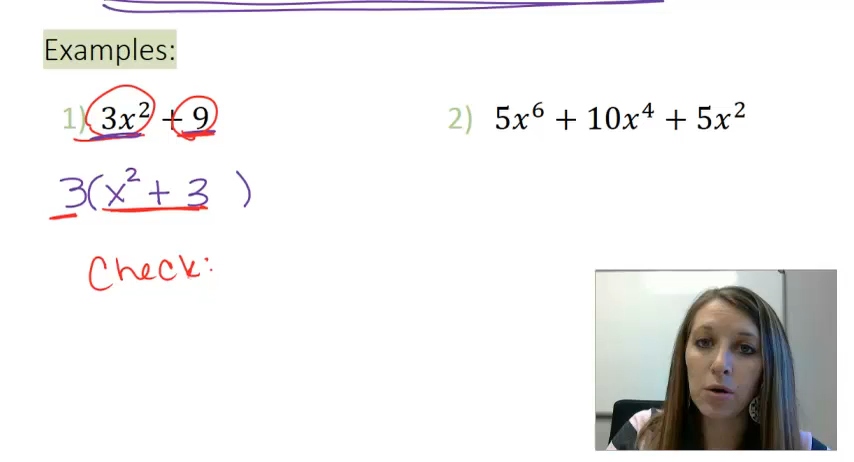 Examples:
1) 3x² + 9
2) 5x⁶ + 10x⁴ + 5x²
3(x² + 3 )
Check: